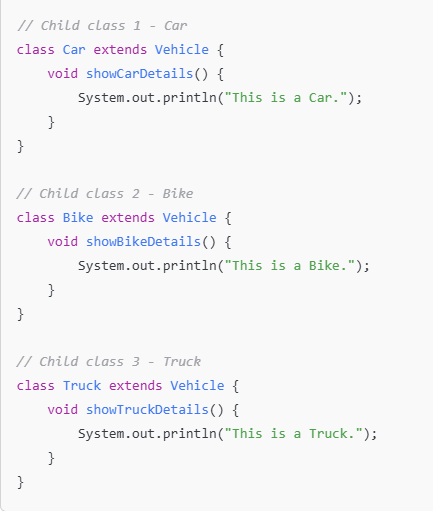 // Child class 1 - Car
class Car extends Vehicle {
    void showCarDetails() {
        System.out.println("This is a Car.");
    }
}

// Child class 2 - Bike
class Bike extends Vehicle {
    void showBikeDetails() {
        System.out.println("This is a Bike.");
    }
}

// Child class 3 - Truck
class Truck extends Vehicle {
    void showTruckDetails() {
        System.out.println("This is a Truck.");
    }
}